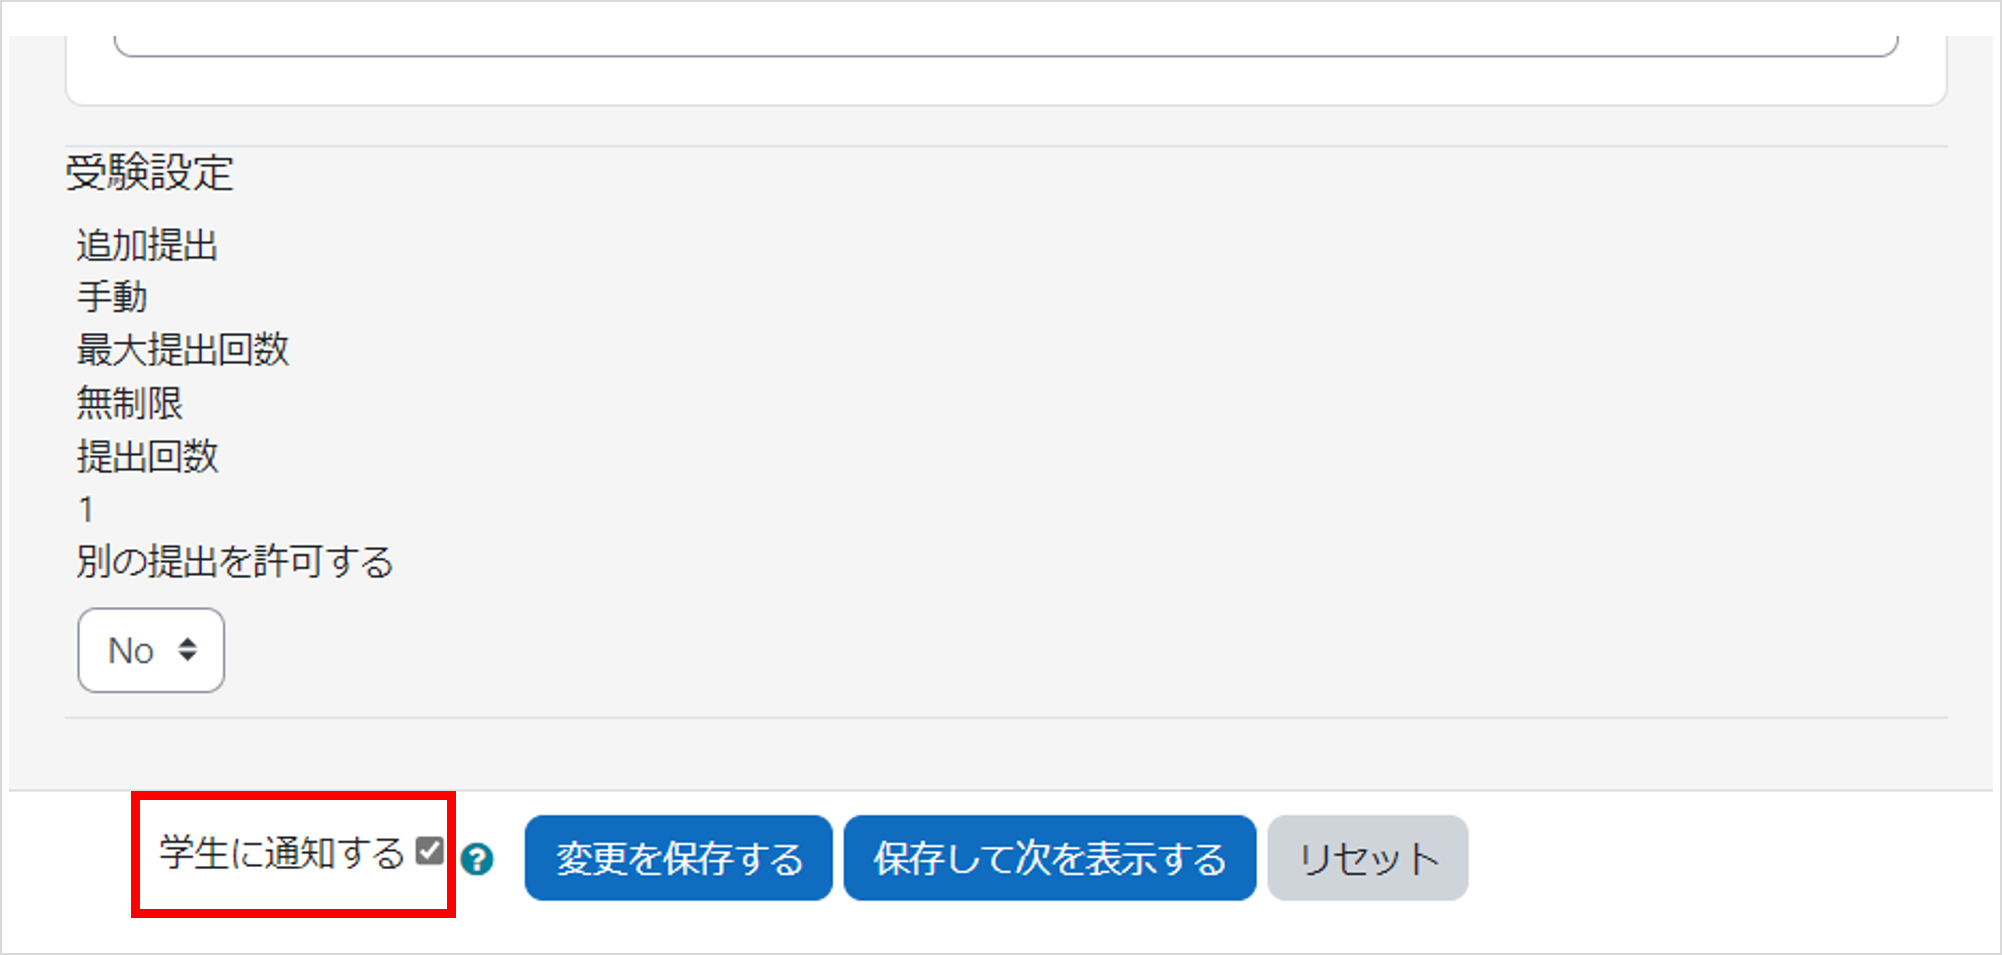 受験設定
追加提出
手動
最大提出回数
無制限
提出回数
1
別の提出を許可する
No
学生に通知する ? 変更を保存する 保存して次を表示する リセット